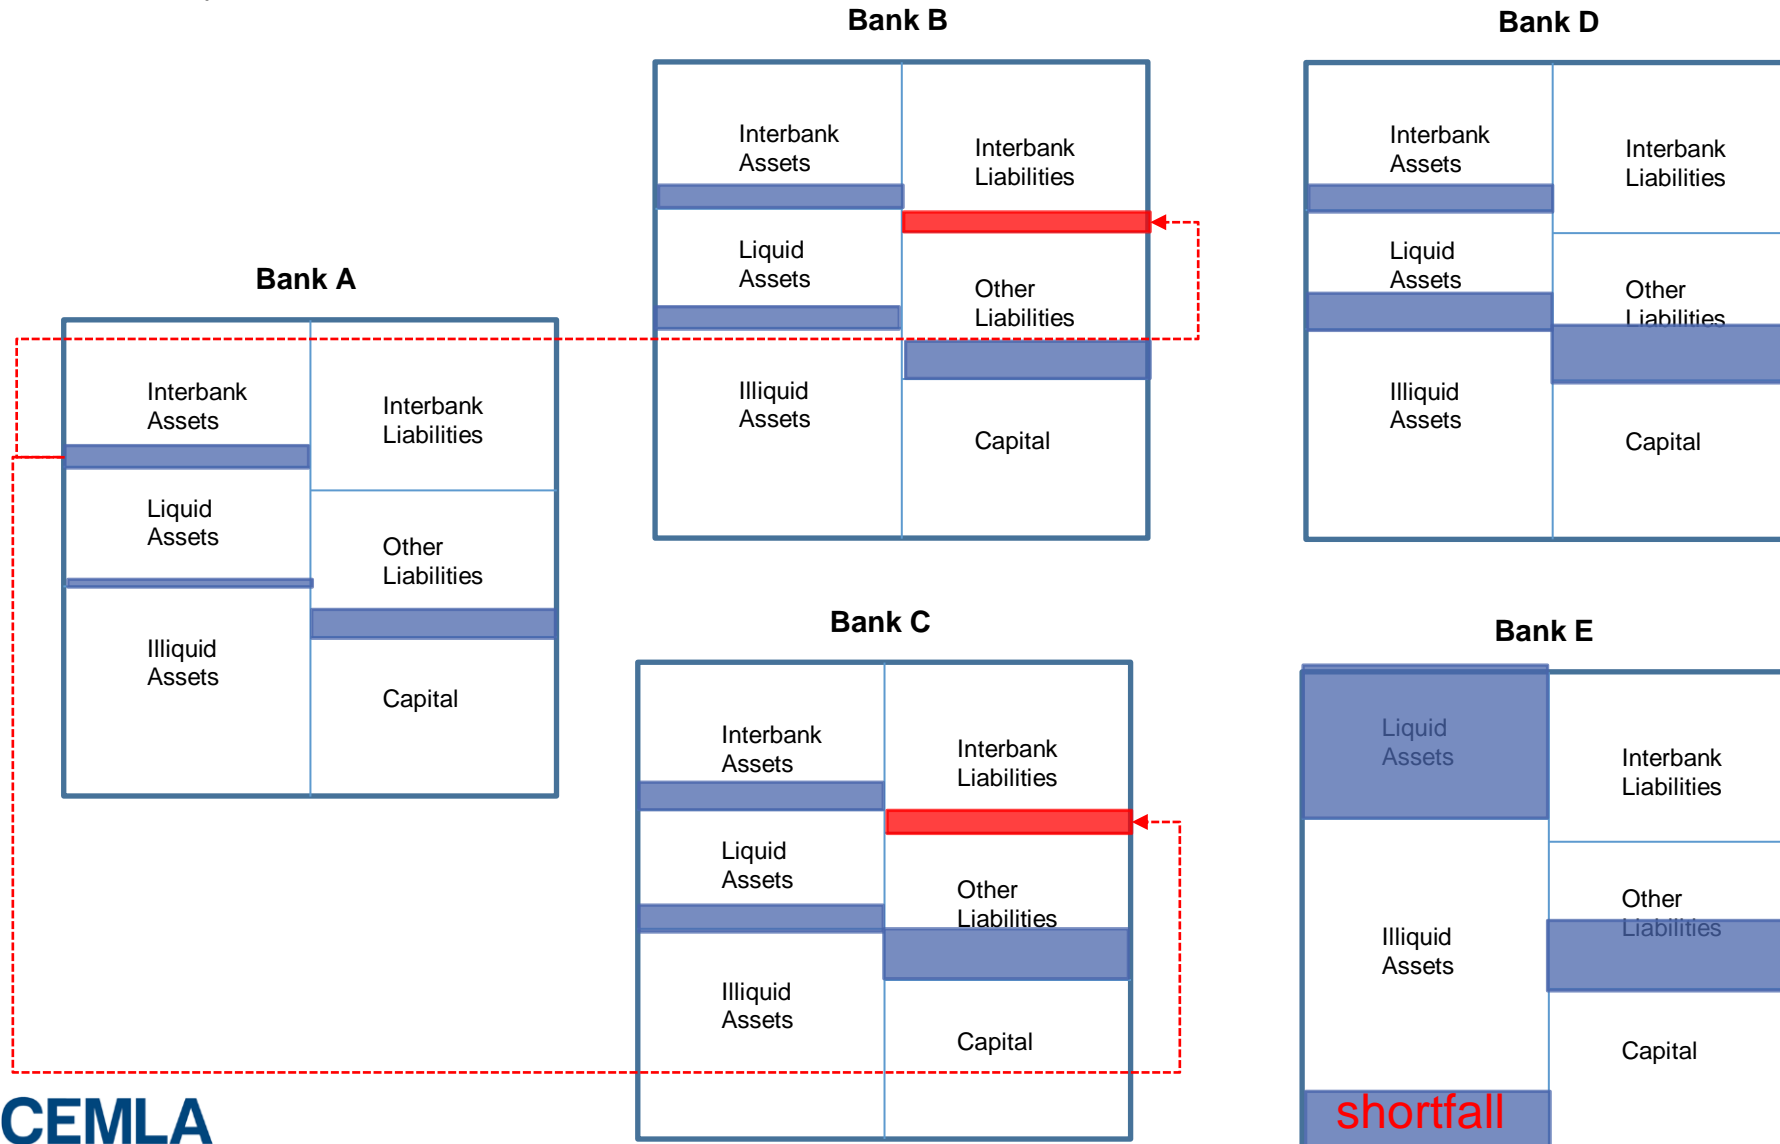 Bank B
Interbank
Assets
Interbank
Liabilities
Liquid
Assets
Other
Liabilities
Illiquid
Assets
Capital
Bank D
Interbank
Assets
Interbank
Liabilities
Liquid
Assets
Other
Liabilities
Illiquid
Assets
Capital
Bank A
Interbank
Assets
Interbank
Liabilities
Liquid
Assets
Other
Liabilities
Illiquid
Assets
Capital
Bank C
Interbank
Assets
Interbank
Liabilities
Liquid
Assets
Other
Liabilities
Illiquid
Assets
Capital
Bank E
Liquid
Assets
Interbank
Liabilities
Other
Liabilities
Illiquid
Assets
Capital
shortfall
CEMLA